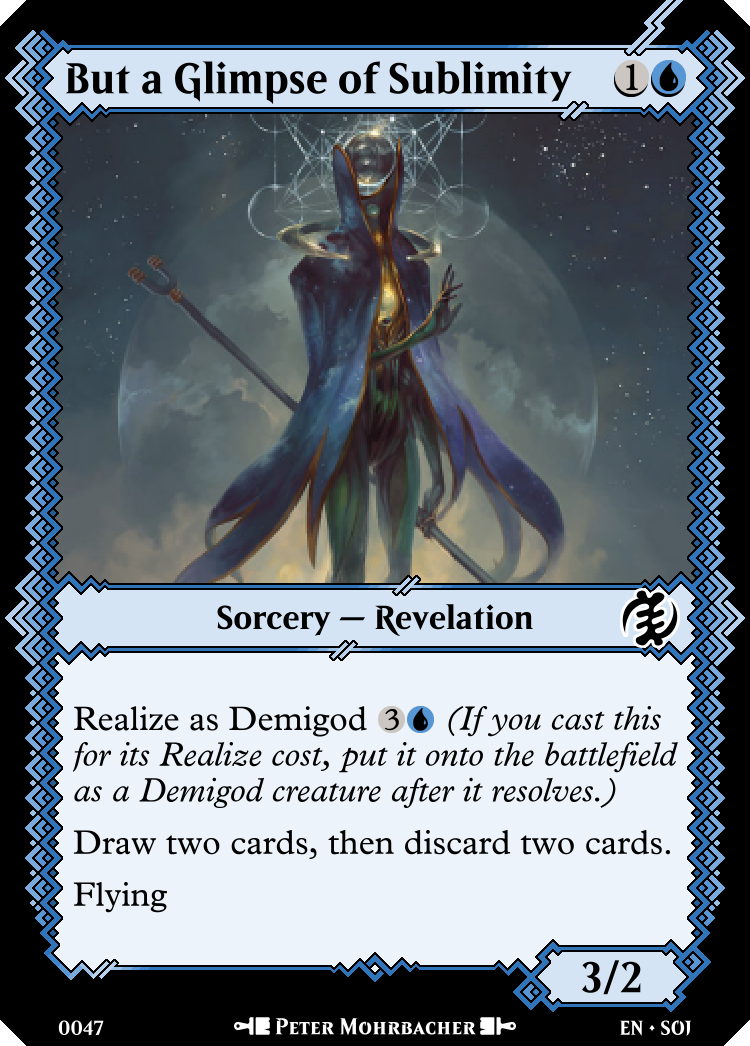 But a Glimpse of Sublimity 1
Sorcery — Revelation
Realize as Demigod 3 (If you cast this
for its Realize cost, put it onto the battlefield
as a Demigod creature after it resolves.)
Draw two cards, then discard two cards.
Flying
3/2
0047 Peter Mohrbacher EN • SOI